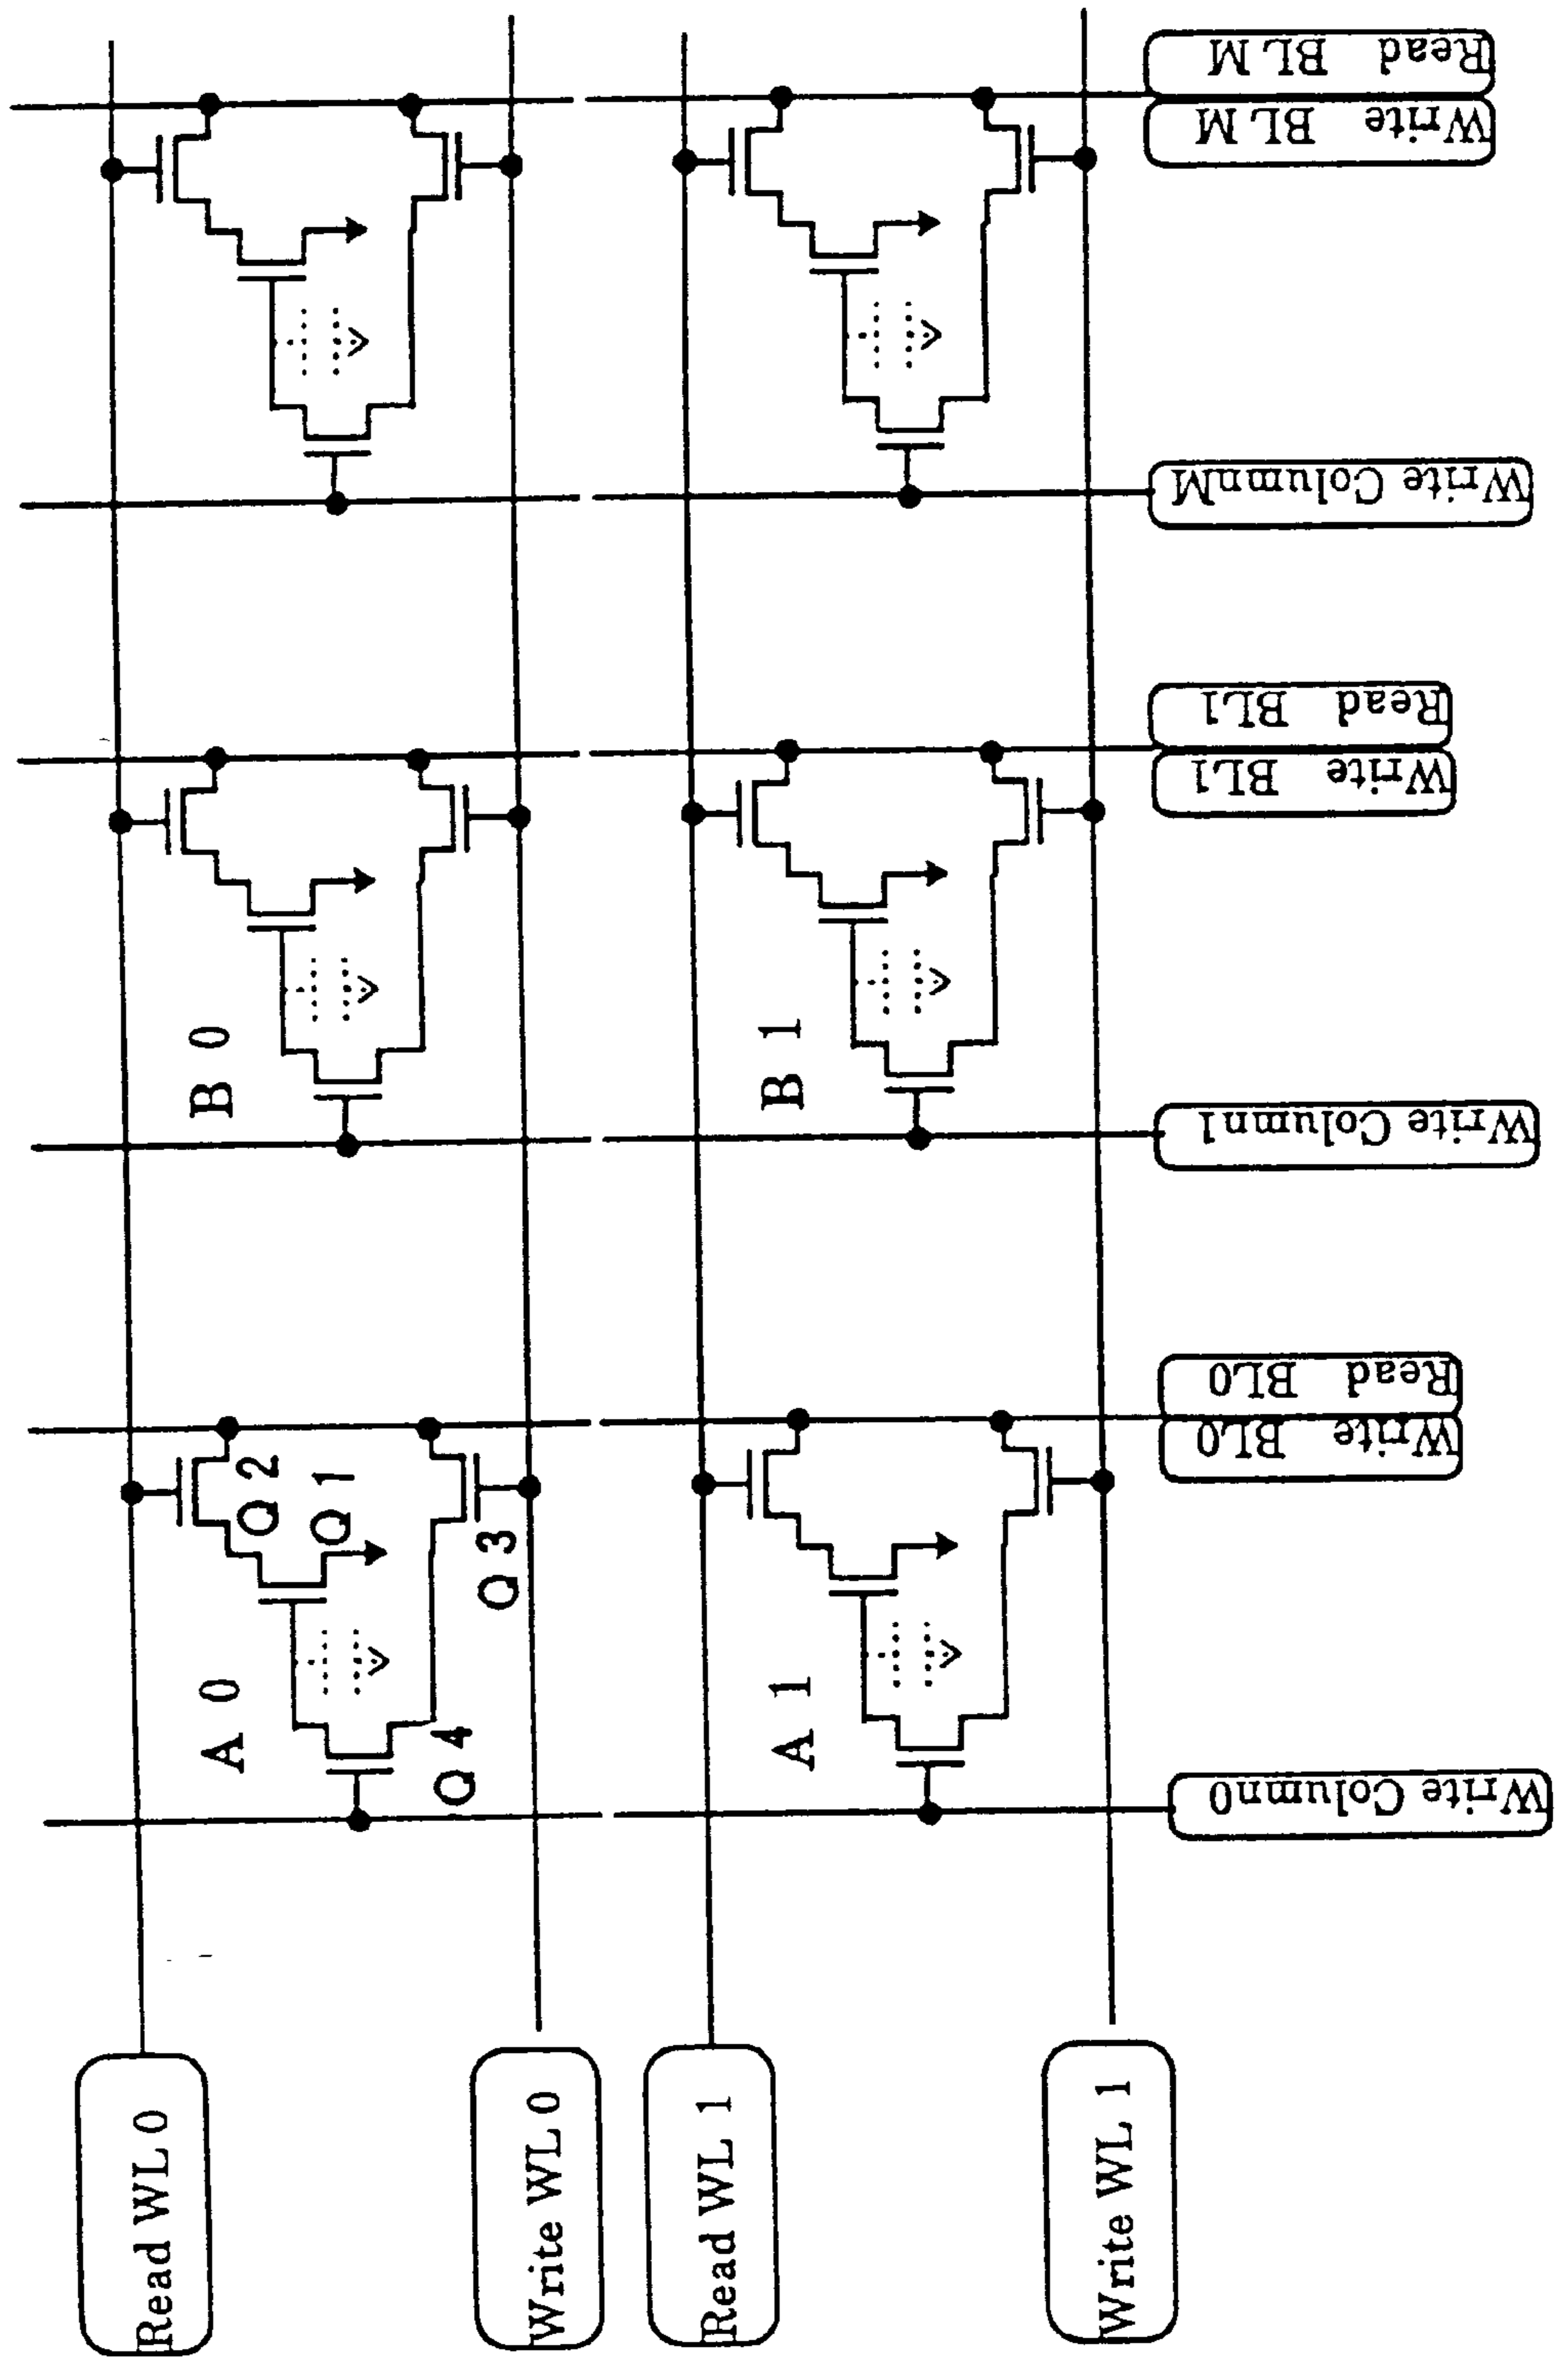 Read WL 0
Write WL 0
Read WL 1
Write WL 1
A 0
Q 2
Q 1
Q 3
Q 4
B 0
A 1
B 1
Write Column0
Write BL0
Read BL0
Write Column1
Write BL1
Read BL1
Write ColumnM
Write BL M
Read BL M